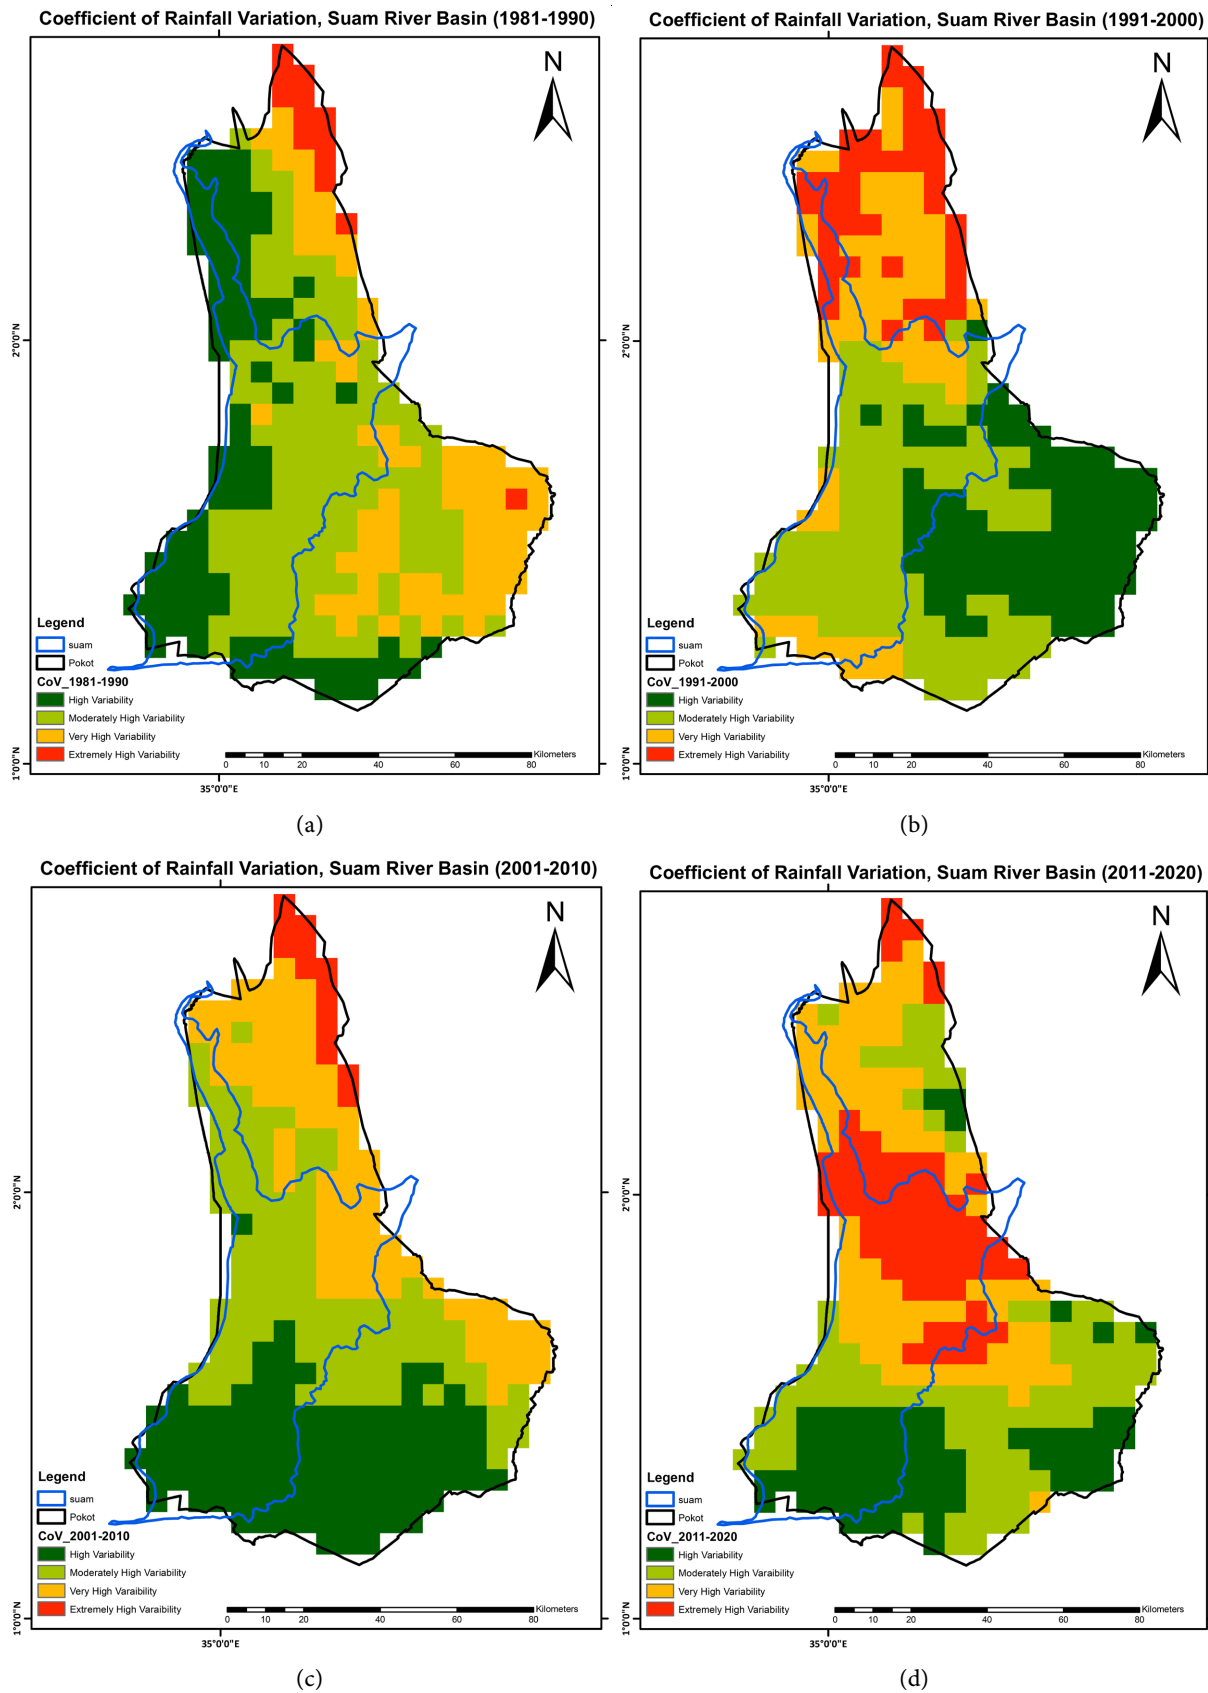 Coefficient of Rainfall Variation, Suam River Basin (1981-1990)
N
2°0'0"N
Legend
suam
Pokot
CoV_1981-1990
High Variability
Moderately High Variability
Very High Variability
Extremely High Variability
0 10 20 40 60 80 Kilometers
1°0'0"N
35°0'0"E
(a)
Coefficient of Rainfall Variation, Suam River Basin (1991-2000)
N
2°0'0"N
Legend
suam
Pokot
CoV_1991-2000
High Variability
Moderately High Variability
Very High Variability
Extremely High Variability
0 10 20 40 60 80 Kilometers
1°0'0"N
35°0'0"E
(b)
Coefficient of Rainfall Variation, Suam River Basin (2001-2010)
N
2°0'0"N
Legend
suam
Pokot
CoV_2001-2010
High Variability
Moderately High Variability
Very High Varaibility
Extremely High Varaibility
0 10 20 40 60 80 Kilometers
1°0'0"N
35°0'0"E
(c)
Coefficient of Rainfall Variation, Suam River Basin (2011-2020)
N
2°0'0"N
Legend
suam
Pokot
CoV_2011-2020
High Variability
Moderately High Variability
Very High Variability
Extremely High Variability
0 10 20 40 60 80 Kilometers
1°0'0"N
35°0'0"E
(d)